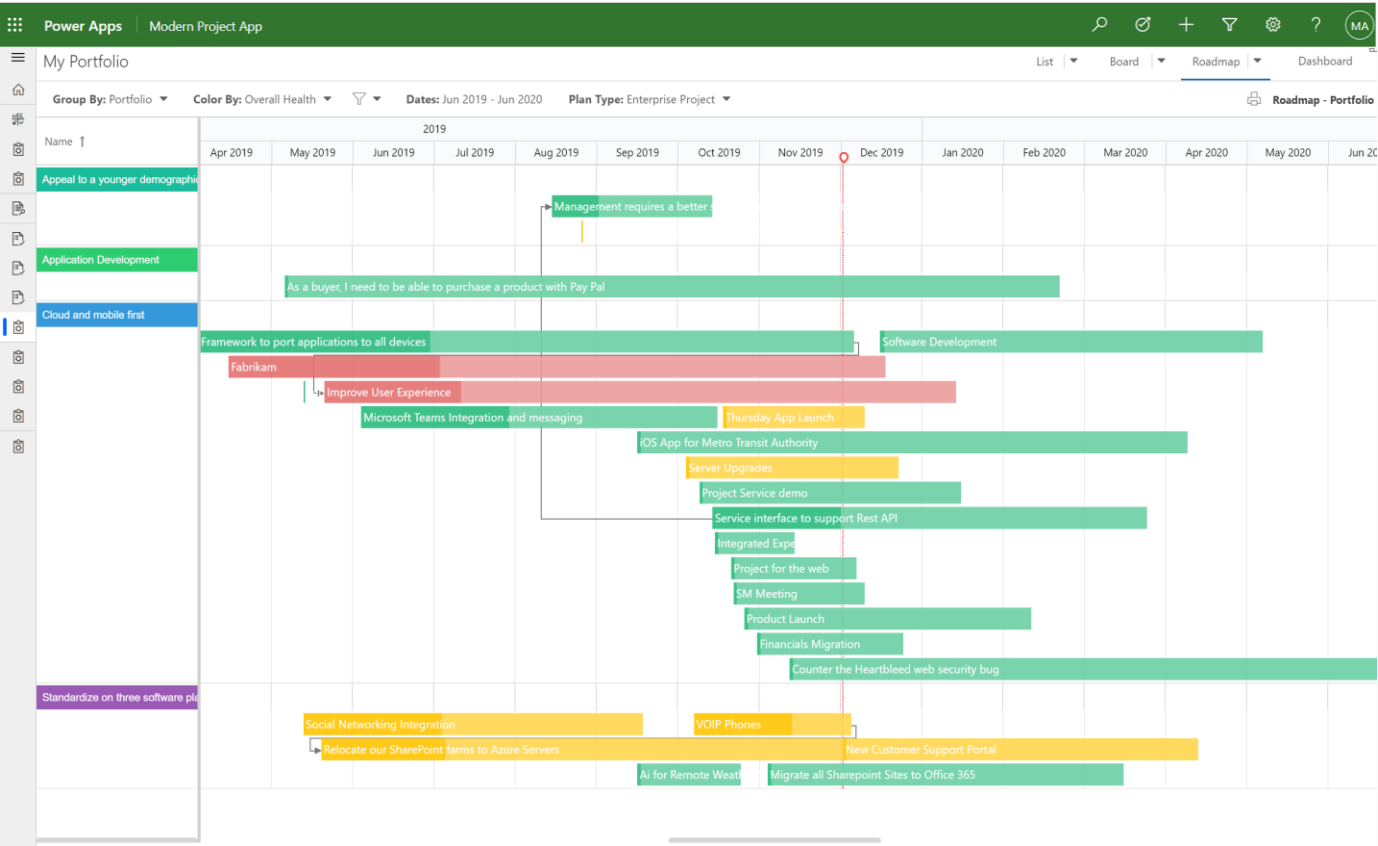 Power Apps Modern Project App MA
My Portfolio List Board Roadmap Dashboard
Group By: Portfolio Color By: Overall Health Dates: Jun 2019 - Jun 2020 Plan Type: Enterprise Project Roadmap - Portfolio
2019
Name
Apr 2019 May 2019 Jun 2019 Jul 2019 Aug 2019 Sep 2019 Oct 2019 Nov 2019 Dec 2019 Jan 2020 Feb 2020 Mar 2020 Apr 2020 May 2020 Jun 20
Appeal to a younger demographic
Management requires a better s
Application Development
As a buyer, I need to be able to purchase a product with Pay Pal
Cloud and mobile first
Framework to port applications to all devices Software Development
Fabrikam
Improve User Experience
Microsoft Teams Integration and messaging Thursday App Launch
iOS App for Metro Transit Authority
Server Upgrades
Project Service demo
Service interface to support Rest API
Integrated Expe
Project for the web
SM Meeting
Product Launch
Financials Migration
Counter the Heartbleed web security bug
Standardize on three software pla
Social Networking Integration VOIP Phones
Relocate our SharePoint farms to Azure Servers New Customer Support Portal
Ai for Remote Weat Migrate all Sharepoint Sites to Office 365